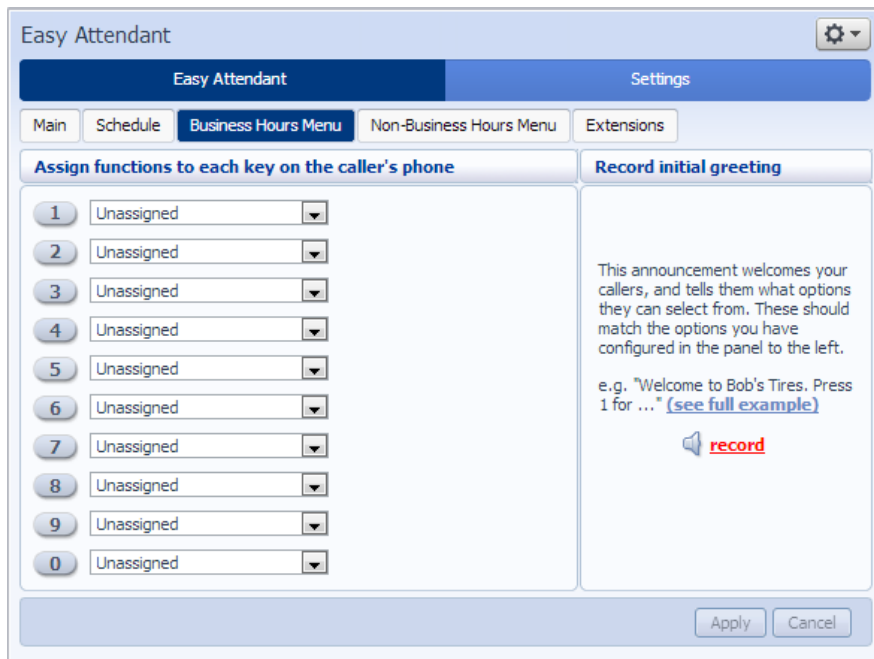 Easy Attendant
Easy Attendant
Settings
Main
Schedule
Business Hours Menu
Non-Business Hours Menu
Extensions
Assign functions to each key on the caller's phone
1 Unassigned
2 Unassigned
3 Unassigned
4 Unassigned
5 Unassigned
6 Unassigned
7 Unassigned
8 Unassigned
9 Unassigned
0 Unassigned
Record initial greeting
This announcement welcomes your
callers, and tells them what options
they can select from. These should
match the options you have
configured in the panel to the left.
e.g. "Welcome to Bob's Tires. Press
1 for ..." (see full example)
record
Apply
Cancel